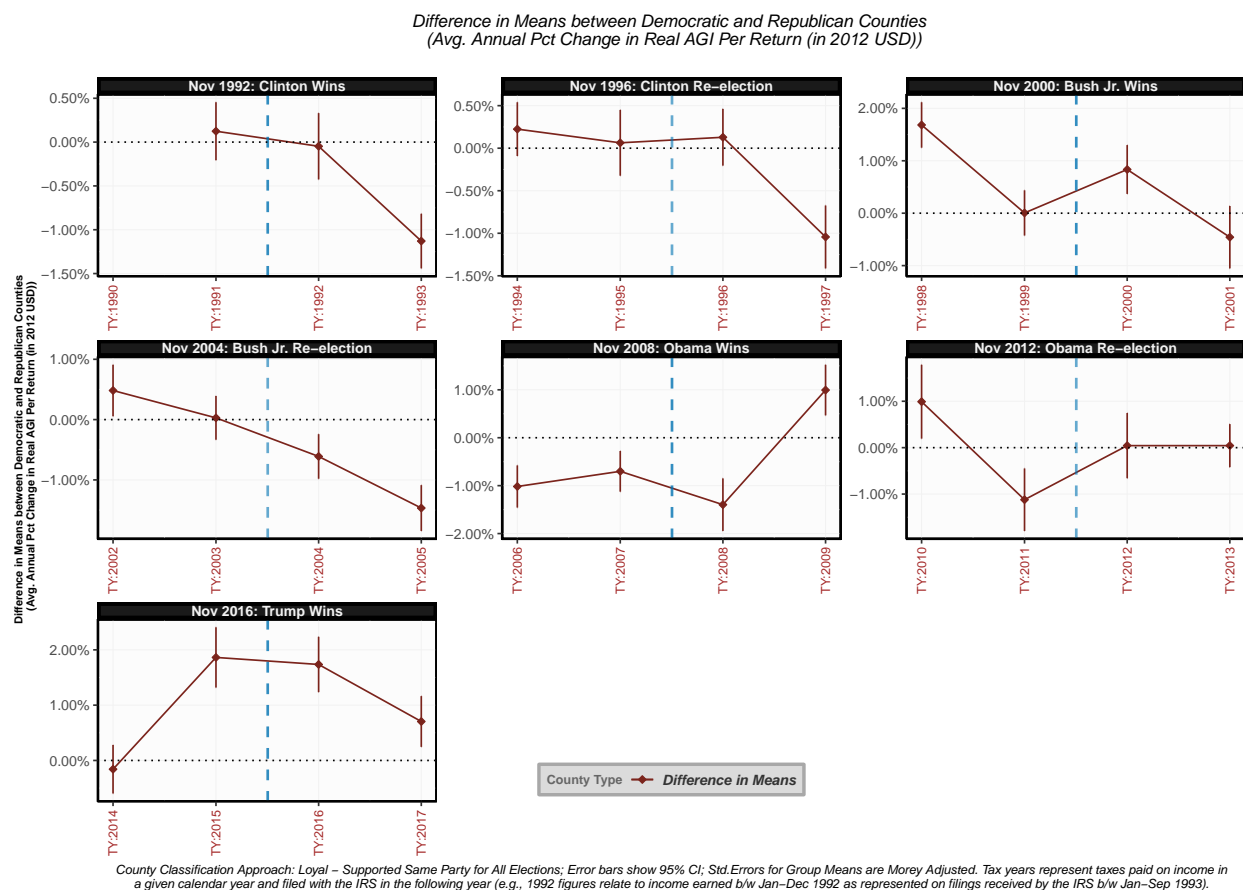 Difference in Means between Democratic and Republican Counties
(Avg. Annual Pct Change in Real AGI Per Return (in 2012 USD))
Difference in Means between Democratic and Republican Counties
(Avg. Annual Pct Change in Real AGI Per Return (in 2012 USD))
Nov 1992: Clinton Wins
0.50%
0.00%
−0.50%
−1.00%
−1.50%
TY:1990
TY:1991
TY:1992
TY:1993
Nov 1996: Clinton Re−election
0.50%
0.00%
−0.50%
−1.00%
−1.50%
TY:1994
TY:1995
TY:1996
TY:1997
Nov 2000: Bush Jr. Wins
2.00%
1.00%
0.00%
−1.00%
TY:1998
TY:1999
TY:2000
TY:2001
Nov 2004: Bush Jr. Re−election
1.00%
0.00%
−1.00%
TY:2002
TY:2003
TY:2004
TY:2005
Nov 2008: Obama Wins
1.00%
0.00%
−1.00%
−2.00%
TY:2006
TY:2007
TY:2008
TY:2009
Nov 2012: Obama Re−election
1.00%
0.00%
−1.00%
TY:2010
TY:2011
TY:2012
TY:2013
Nov 2016: Trump Wins
2.00%
1.00%
0.00%
TY:2014
TY:2015
TY:2016
TY:2017
County Type Difference in Means
County Classification Approach: Loyal − Supported Same Party for All Elections; Error bars show 95% CI; Std.Errors for Group Means are Morey Adjusted. Tax years represent taxes paid on income in
a given calendar year and filed with the IRS in the following year (e.g., 1992 figures relate to income earned b/w Jan−Dec 1992 as represented on filings received by the IRS b/w Jan−Sep 1993).